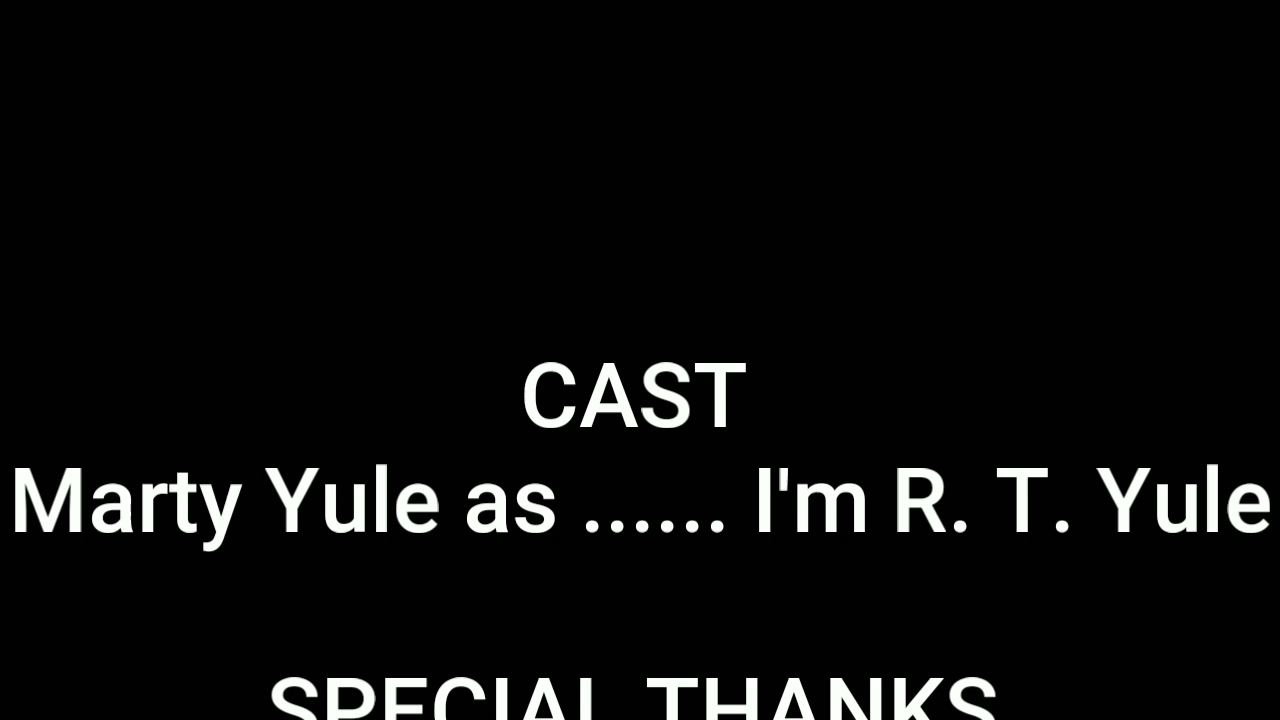 CAST
Marty Yule as ...... I'm R. T. Yule
SPECIAL THANKS